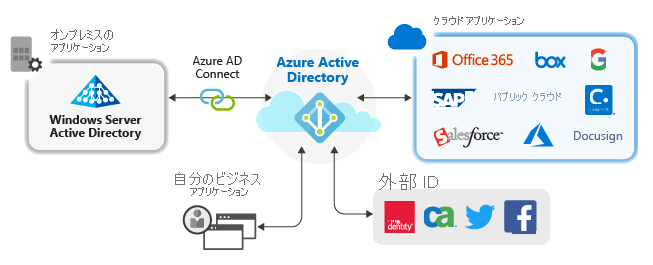 オンプレミスの
アプリケーション
Windows Server
Active Directory
Azure AD
Connect
Azure Active
Directory
クラウドアプリケーション
Office 365
box
G
SAP
パブリック クラウド
C.
salesforce
Docusign
自分のビジネス
アプリケーション
外部 ID
identity
ca
f